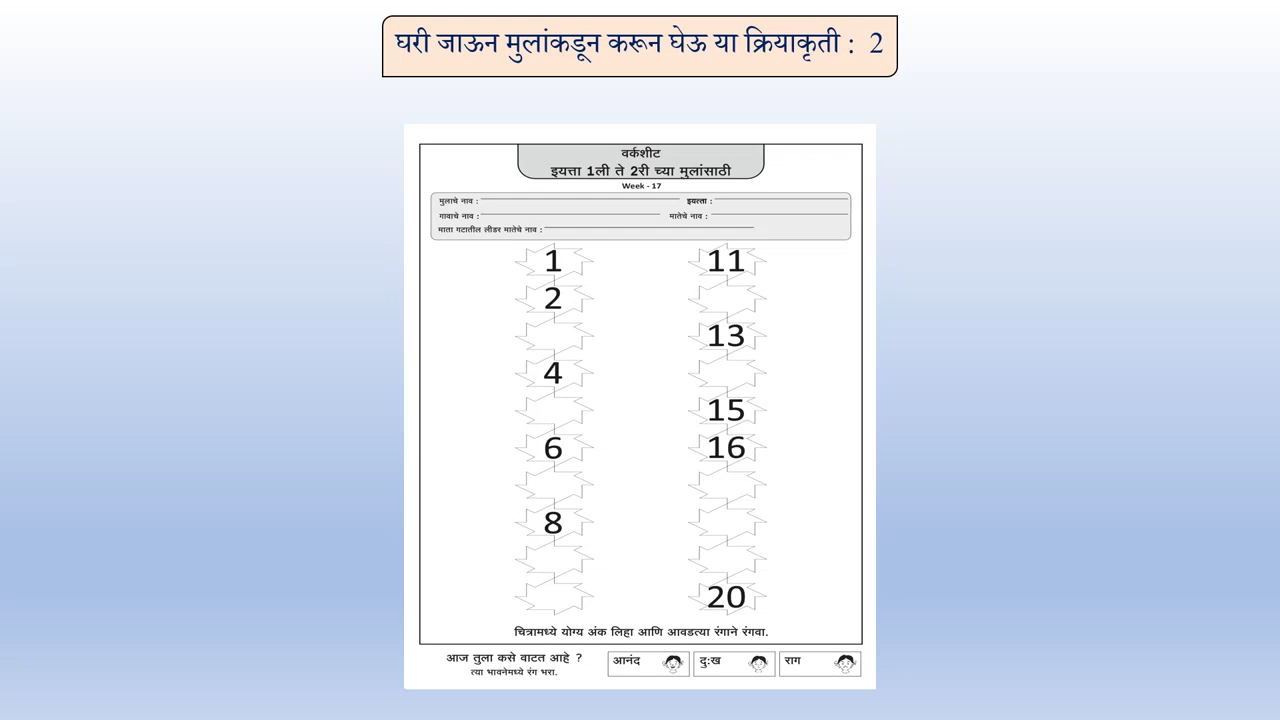 घरी जाऊन मुलांकडून करून घेऊ या क्रियाकृती : 2
वर्कशीट
इयत्ता 1ली ते 2री च्या मुलांसाठी
Week - 17
मुलाचे नाव : इयत्ता :
गावाचे नाव : मातेचे नाव :
माता गटातील लीडर मातेचे नाव :
1 11
2
13
4
15
6 16
8
20
चित्रामध्ये योग्य अंक लिहा आणि आवडत्या रंगाने रंगवा.
आज तुला कसे वाटत आहे ? आनंद दुःख राग
त्या भावनेमध्ये रंग भरा.